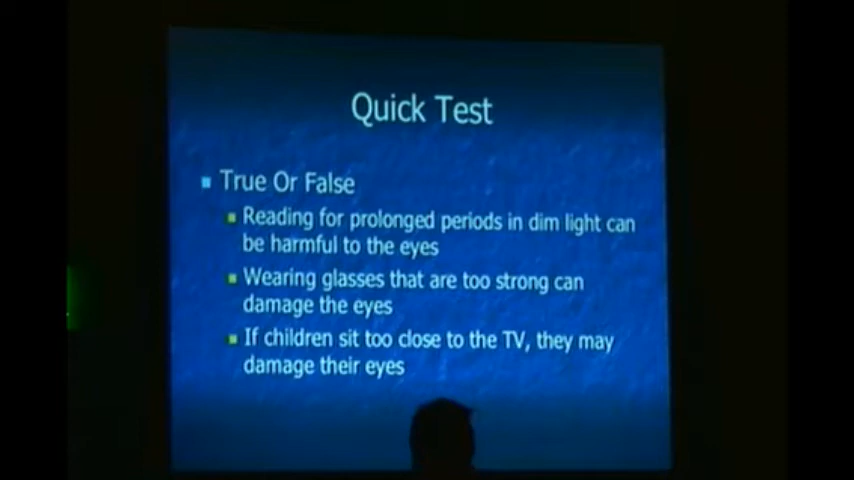 Quick Test
True Or False
Reading for prolonged periods in dim light can
be harmful to the eyes
Wearing glasses that are too strong can
damage the eyes
If children sit too close to the TV, they may
damage their eyes